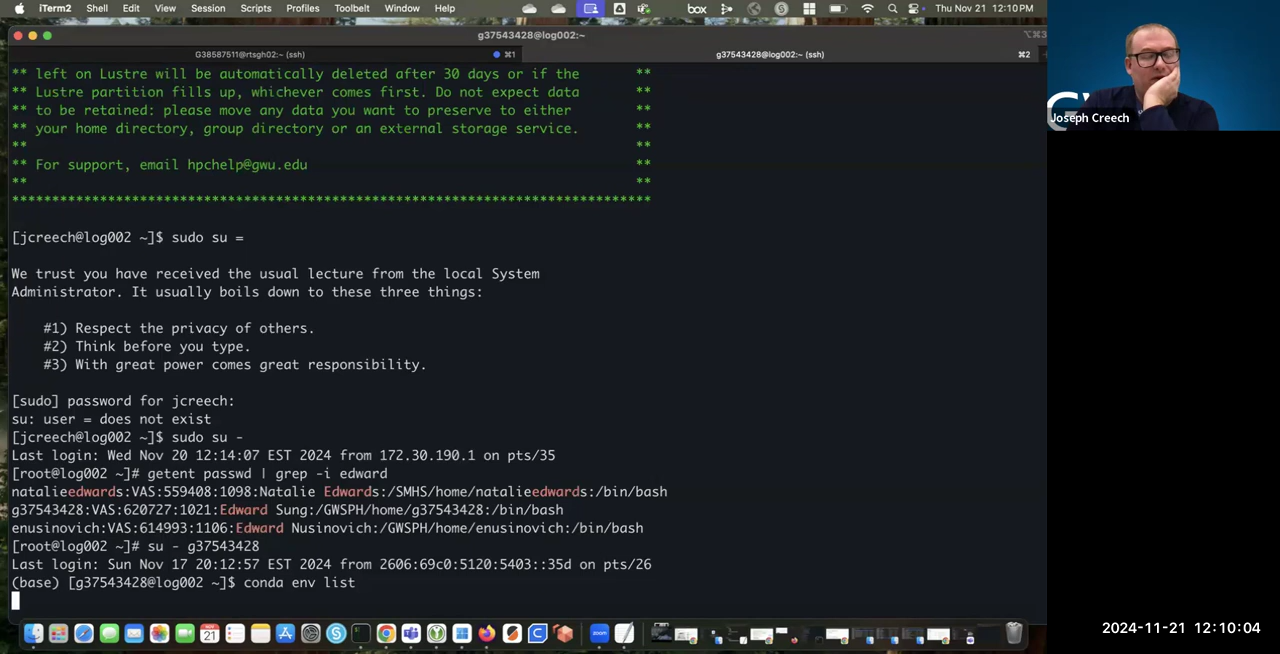 iTerm2 Shell Edit View Session Scripts Profiles Toolbelt Window Help
box
Thu Nov 21 12:10 PM
g37543428@log002:~
⌥⌘3
G38587511@rtsgh02:~ (ssh)
⌘1
g37543428@log002:~ (ssh)
⌘2
** left on Lustre will be automatically deleted after 30 days or if the **
** Lustre partition fills up, whichever comes first. Do not expect data **
** to be retained: please move any data you want to preserve to either **
** your home directory, group directory or an external storage service. **
** **
** For support, email hpchelp@gwu.edu **
** **
********************************************************************************
[jcreech@log002 ~]$ sudo su =
We trust you have received the usual lecture from the local System
Administrator. It usually boils down to these three things:
#1) Respect the privacy of others.
#2) Think before you type.
#3) With great power comes great responsibility.
[sudo] password for jcreech:
su: user = does not exist
[jcreech@log002 ~]$ sudo su -
Last login: Wed Nov 20 12:14:07 EST 2024 from 172.30.190.1 on pts/35
[root@log002 ~]# getent passwd | grep -i edward
natalieedwards:VAS:559408:1098:Natalie Edwards:/SMHS/home/natalieedwards:/bin/bash
g37543428:VAS:620727:1021:Edward Sung:/GWSPH/home/g37543428:/bin/bash
enusinovich:VAS:614993:1106:Edward Nusinovich:/GWSPH/home/enusinovich:/bin/bash
[root@log002 ~]# su - g37543428
Last login: Sun Nov 17 20:12:57 EST 2024 from 2606:69c0:5120:5403::35d on pts/26
(base) [g37543428@log002 ~]$ conda env list
Joseph Creech
NOV
21
zoom
2024-11-21 12:10:04